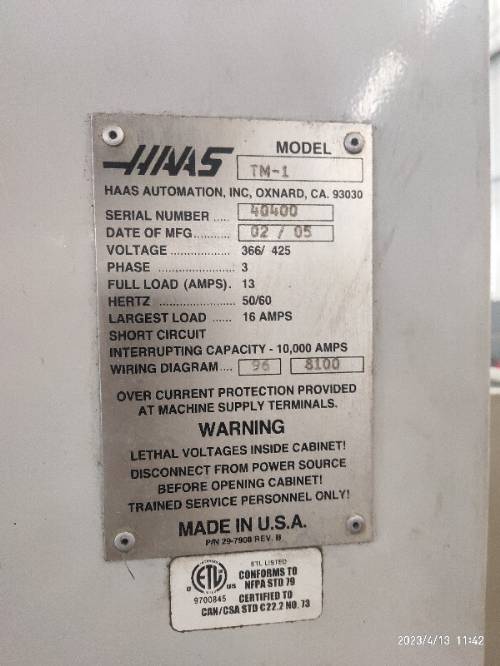 HAAS
MODEL TM-1
HAAS AUTOMATION, INC, OXNARD, CA. 93030
SERIAL NUMBER .... 40400
DATE OF MFG.......... 02 / 05
VOLTAGE ................. 366/ 425
PHASE ...................... 3
FULL LOAD (AMPS). 13
HERTZ ...................... 50/60
LARGEST LOAD ...... 16 AMPS
SHORT CIRCUIT
INTERRUPTING CAPACITY - 10,000 AMPS
WIRING DIAGRAM.... 96 8100
OVER CURRENT PROTECTION PROVIDED
AT MACHINE SUPPLY TERMINALS.
WARNING
LETHAL VOLTAGES INSIDE CABINET!
DISCONNECT FROM POWER SOURCE
BEFORE OPENING CABINET!
TRAINED SERVICE PERSONNEL ONLY!
MADE IN U.S.A.
P/N 29-7908 REV. B
ETL LISTED
CONFORMS TO
NFPA STD 79
ETL
US
9700845
CERTIFIED TO
CAN/CSA STD C22.2 NO. 73
2023/4/13 11:42